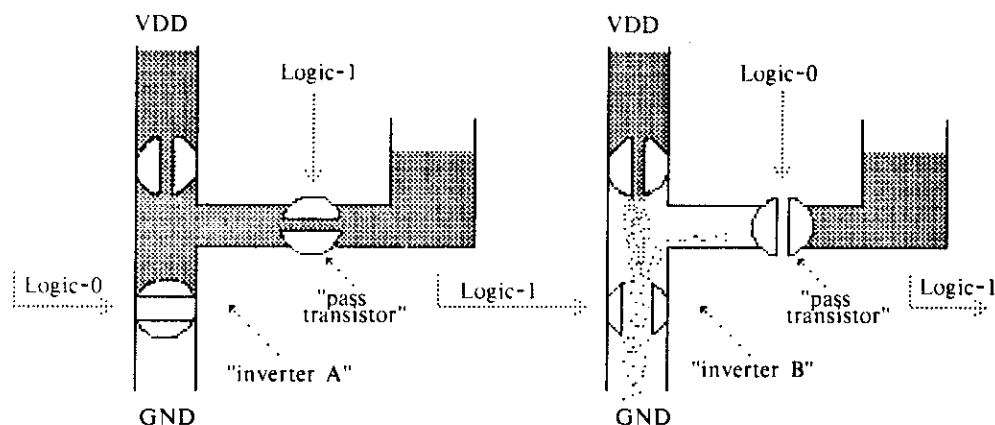 VDD
VDD
Logic-1
Logic-0
Logic-0
"pass
transistor"
Logic-1
"pass
transistor"
Logic-1
"inverter A"
"inverter B"
GND
GND